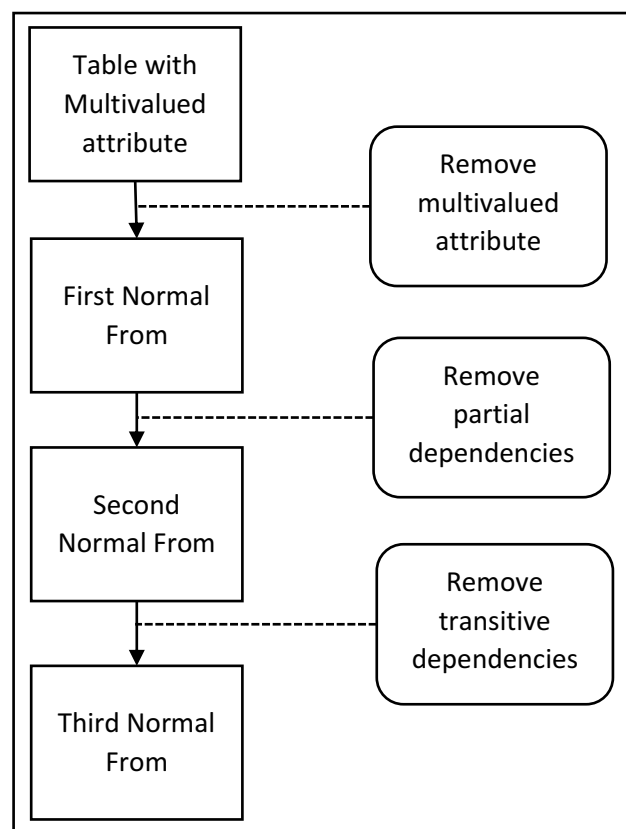 Table with
Multivalued
attribute
Remove
multivalued
attribute
First Normal
From
Remove
partial
dependencies
Second
Normal From
Remove
transitive
dependencies
Third Normal
From